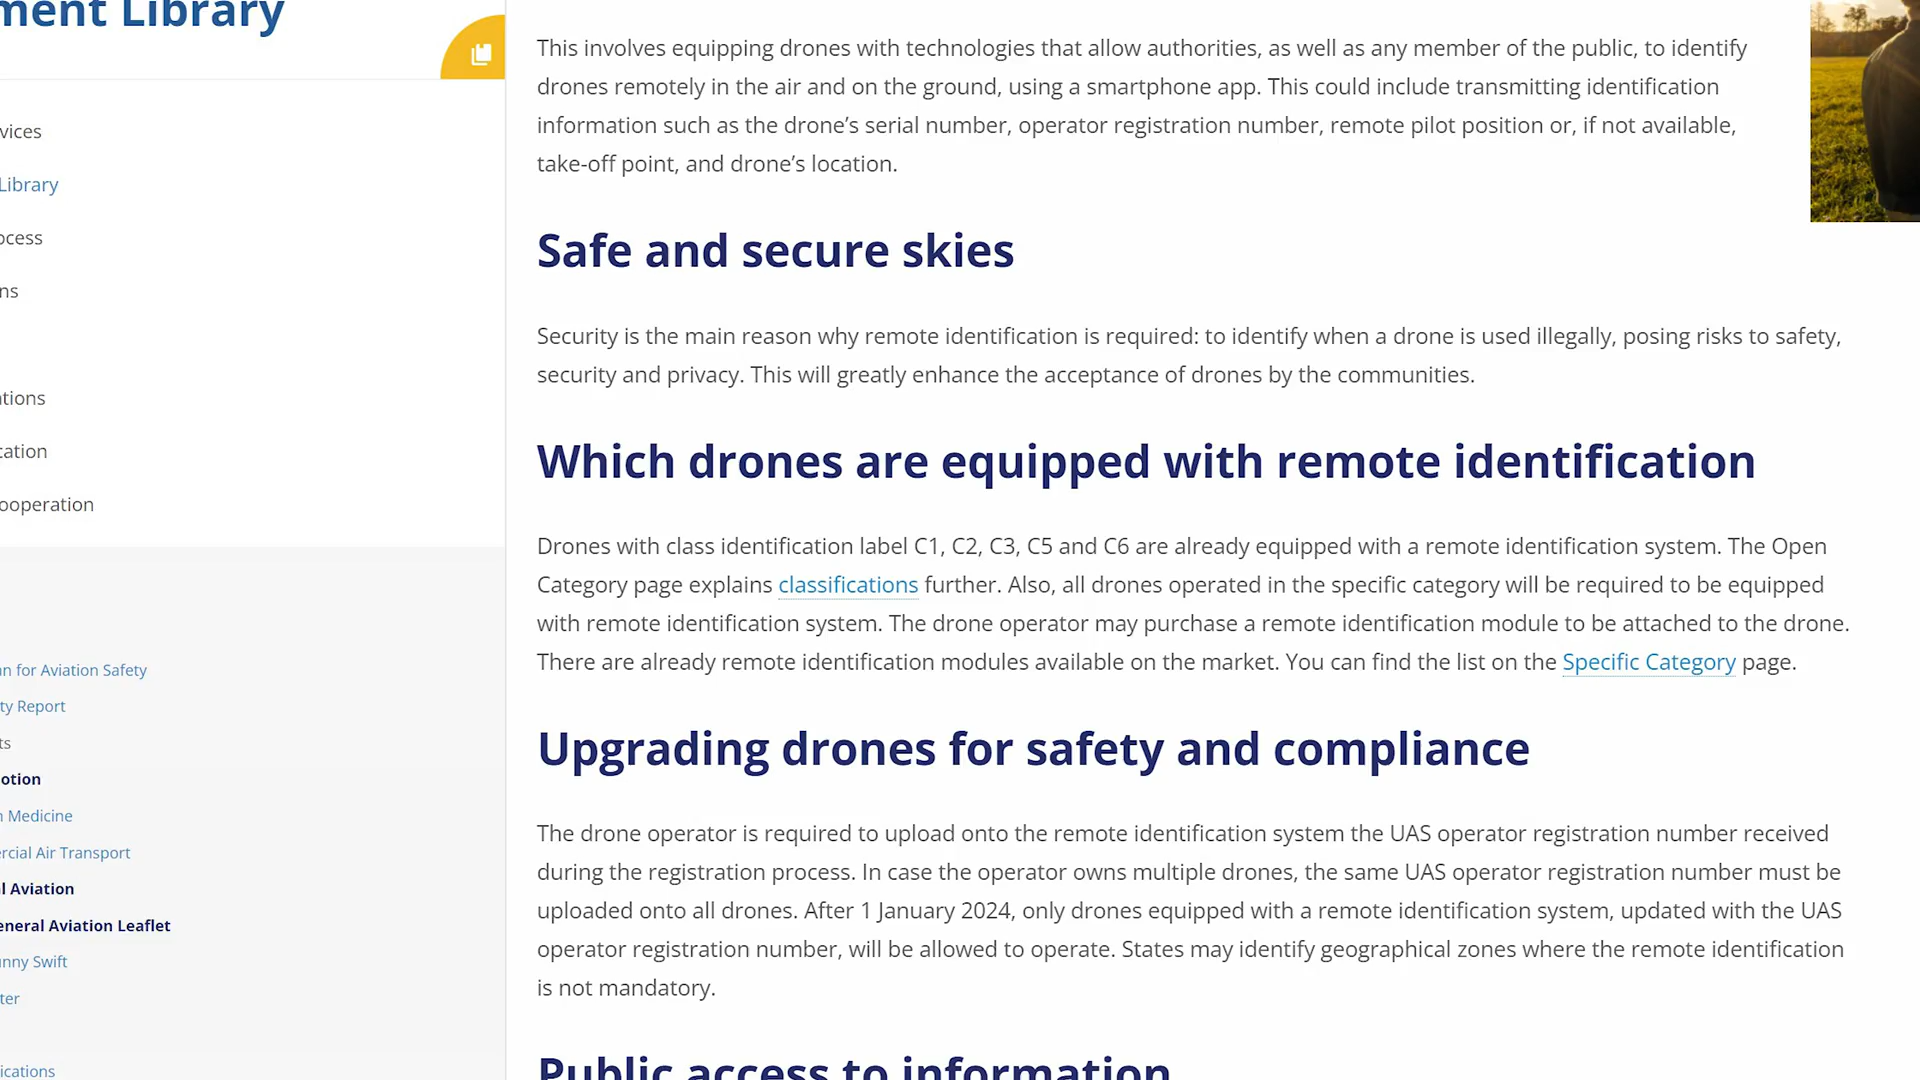 ment Library
vices
Library
ocess
ns
tions
cation
ooperation
n for Aviation Safety
ty Report
ts
otion
n Medicine
rcial Air Transport
l Aviation
eneral Aviation Leaflet
unny Swift
ter
ications
This involves equipping drones with technologies that allow authorities, as well as any member of the public, to identify
drones remotely in the air and on the ground, using a smartphone app. This could include transmitting identification
information such as the drone’s serial number, operator registration number, remote pilot position or, if not available,
take-off point, and drone’s location.
Safe and secure skies
Security is the main reason why remote identification is required: to identify when a drone is used illegally, posing risks to safety,
security and privacy. This will greatly enhance the acceptance of drones by the communities.
Which drones are equipped with remote identification
Drones with class identification label C1, C2, C3, C5 and C6 are already equipped with a remote identification system. The Open
Category page explains classifications further. Also, all drones operated in the specific category will be required to be equipped
with remote identification system. The drone operator may purchase a remote identification module to be attached to the drone.
There are already remote identification modules available on the market. You can find the list on the Specific Category page.
Upgrading drones for safety and compliance
The drone operator is required to upload onto the remote identification system the UAS operator registration number received
during the registration process. In case the operator owns multiple drones, the same UAS operator registration number must be
uploaded onto all drones. After 1 January 2024, only drones equipped with a remote identification system, updated with the UAS
operator registration number, will be allowed to operate. States may identify geographical zones where the remote identification
is not mandatory.
Public access to information